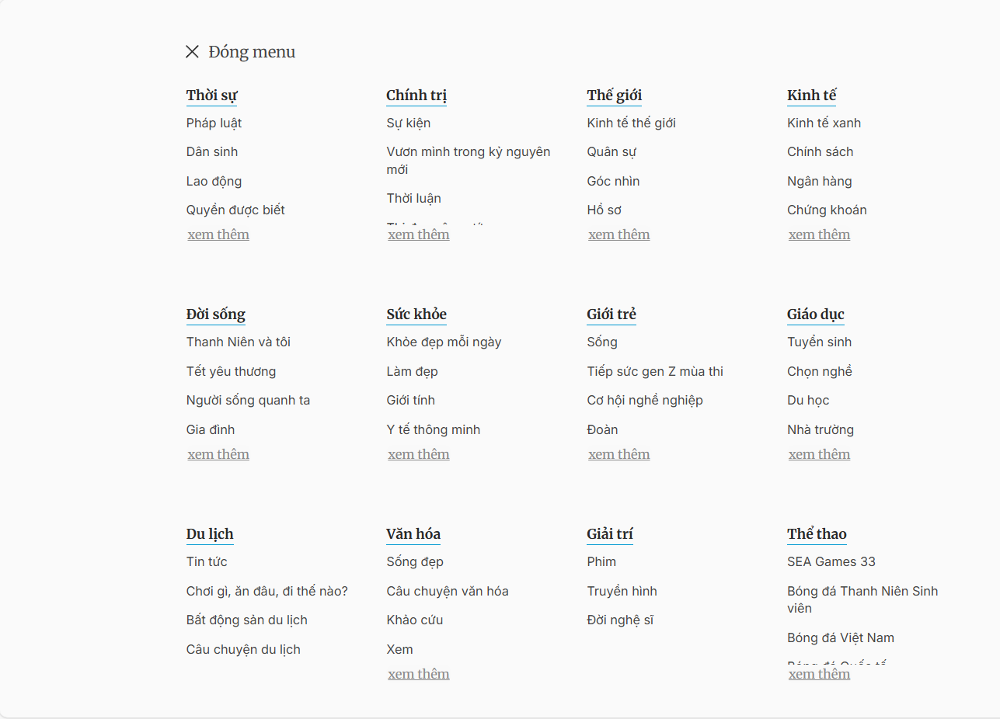 Đóng menu
Thời sự
Pháp luật
Dân sinh
Lao động
Quyền được biết
xem thêm
Chính trị
Sự kiện
Vươn mình trong kỷ nguyên
mới
Thời luận
xem thêm
Thế giới
Kinh tế thế giới
Quân sự
Góc nhìn
Hồ sơ
xem thêm
Kinh tế
Kinh tế xanh
Chính sách
Ngân hàng
Chứng khoán
xem thêm
Đời sống
Thanh Niên và tôi
Tết yêu thương
Người sống quanh ta
Gia đình
xem thêm
Sức khỏe
Khỏe đẹp mỗi ngày
Làm đẹp
Giới tính
Y tế thông minh
xem thêm
Giới trẻ
Sống
Tiếp sức gen Z mùa thi
Cơ hội nghề nghiệp
Đoàn
xem thêm
Giáo dục
Tuyển sinh
Chọn nghề
Du học
Nhà trường
xem thêm
Du lịch
Tin tức
Chơi gì, ăn đâu, đi thế nào?
Bất động sản du lịch
Câu chuyện du lịch
Văn hóa
Sống đẹp
Câu chuyện văn hóa
Khảo cứu
Xem
xem thêm
Giải trí
Phim
Truyền hình
Đời nghệ sĩ
Thể thao
SEA Games 33
Bóng đá Thanh Niên Sinh
viên
Bóng đá Việt Nam
Bóng đá Quốc tế
xem thêm